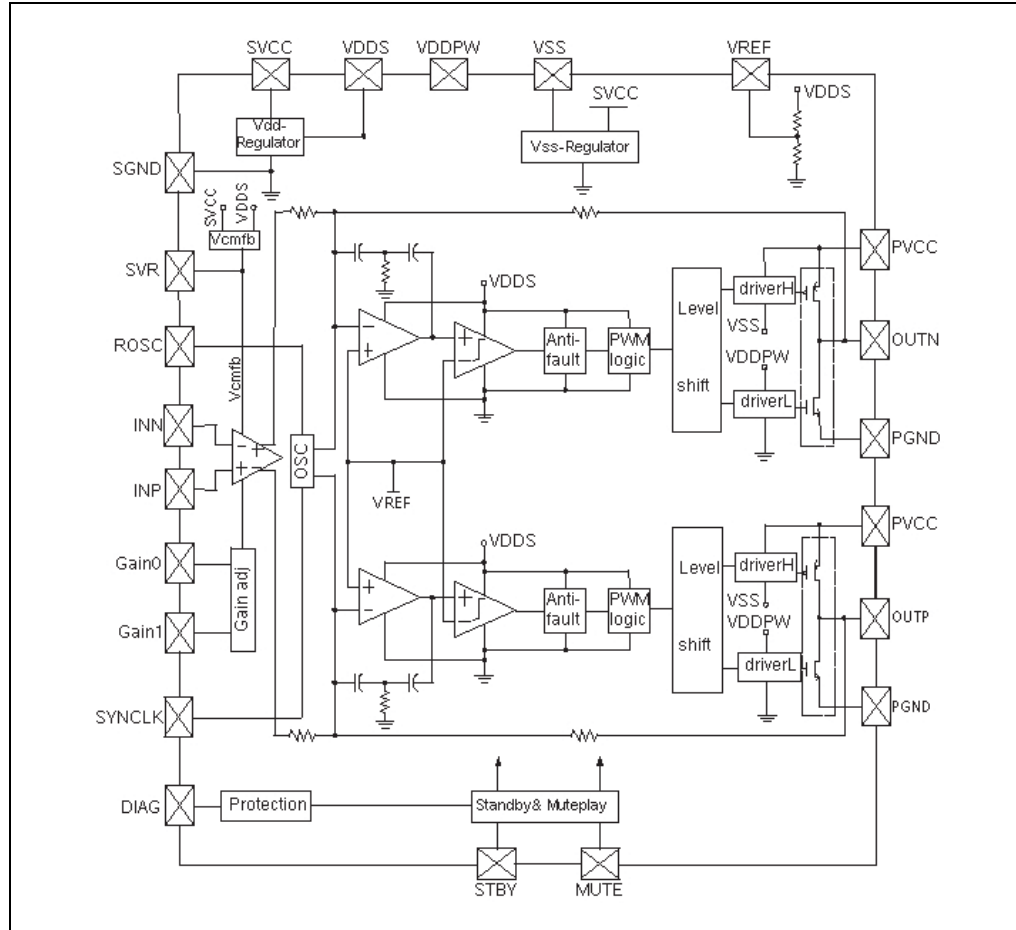 SVCC
VDDS
VDDPW
VSS
VREF
SVCC
VDDS
Vdd-
Regulator
Vss-Regulator
SGND
SVCC
VDDS
Vcmfb
SVR
PVCC
VDDS
Level
shift
driverH
VSS
ROSC
Vcmfb
Anti-
fault
PWM
logic
OUTN
VDDPW
driverL
INN
PGND
OSC
INP
VREF
PVCC
VDDS
Gain0
Gain adj
Level
shift
driverH
VSS
Anti-
fault
PWM
logic
OUTP
Gain1
VDDPW
driverL
SYNCLK
PGND
DIAG
Protection
Standby& Muteplay
STBY
MUTE